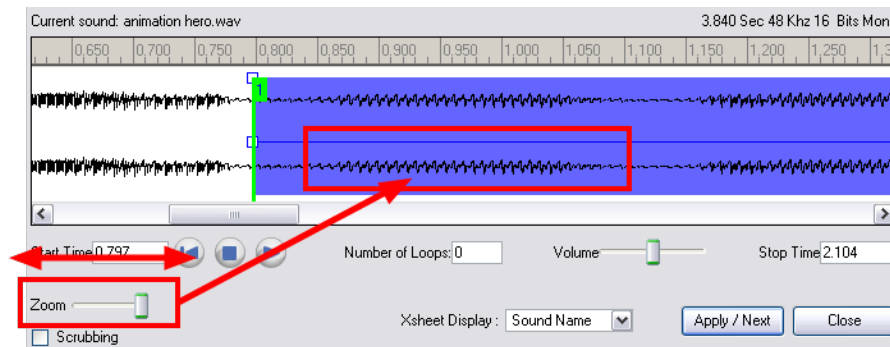 Current sound: animation hero.wav
3.840 Sec 48 Khz 16 Bits Mon
0,650 0,700 0,750 0,800 0,850 0,900 0,950 1,000 1,050 1,100 1,150 1,200 1,250 1,3
1
Start Time 0.797
Number of Loops: 0
Volume
Stop Time 2.104
Zoom
Xsheet Display : Sound Name
Apply / Next
Close
Scrubbing